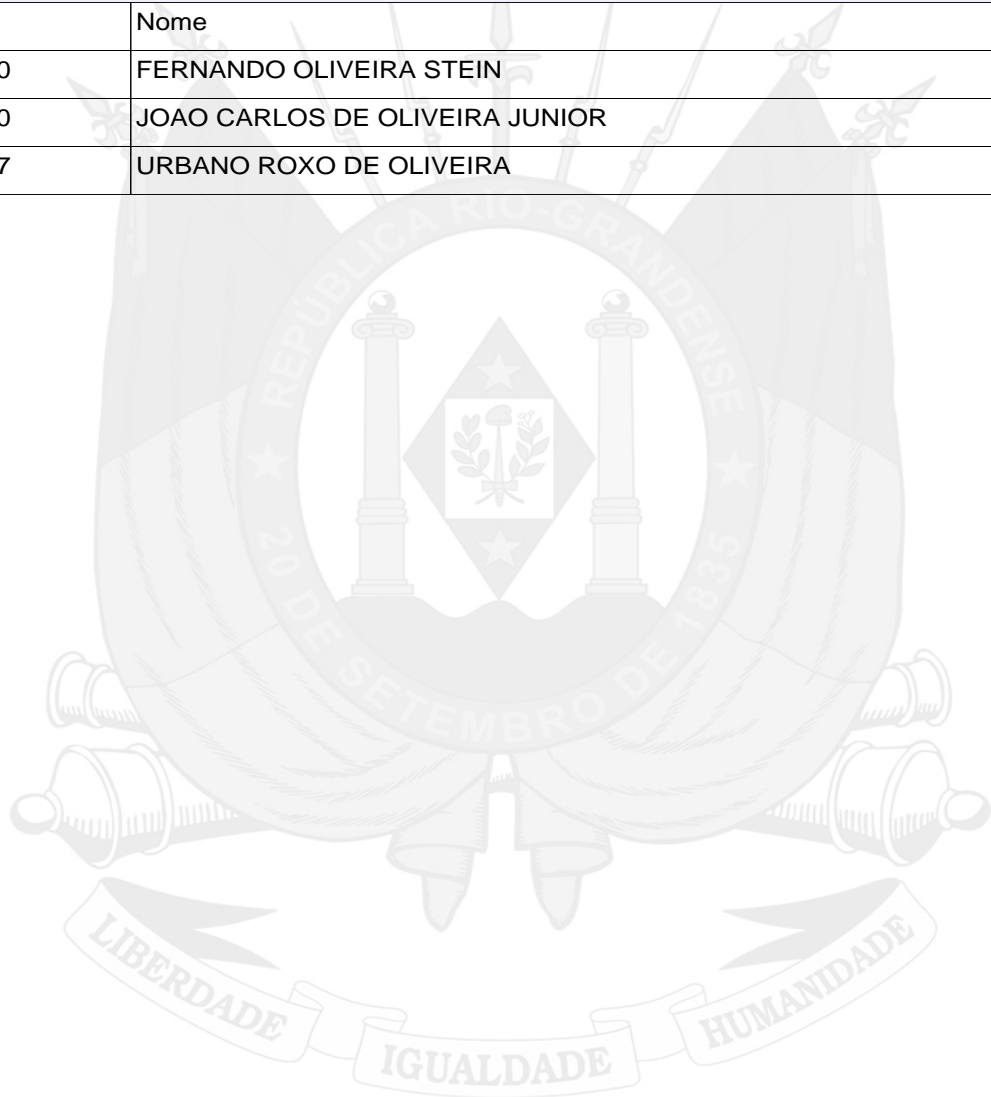 Nome
0 FERNANDO OLIVEIRA STEIN
0 JOAO CARLOS DE OLIVEIRA JUNIOR
7 URBANO ROXO DE OLIVEIRA
REPÚBLICA RIO-GRANDENSE
20 DE SETEMBRO DE 1835
LIBERDADE IGUALDADE HUMANIDADE